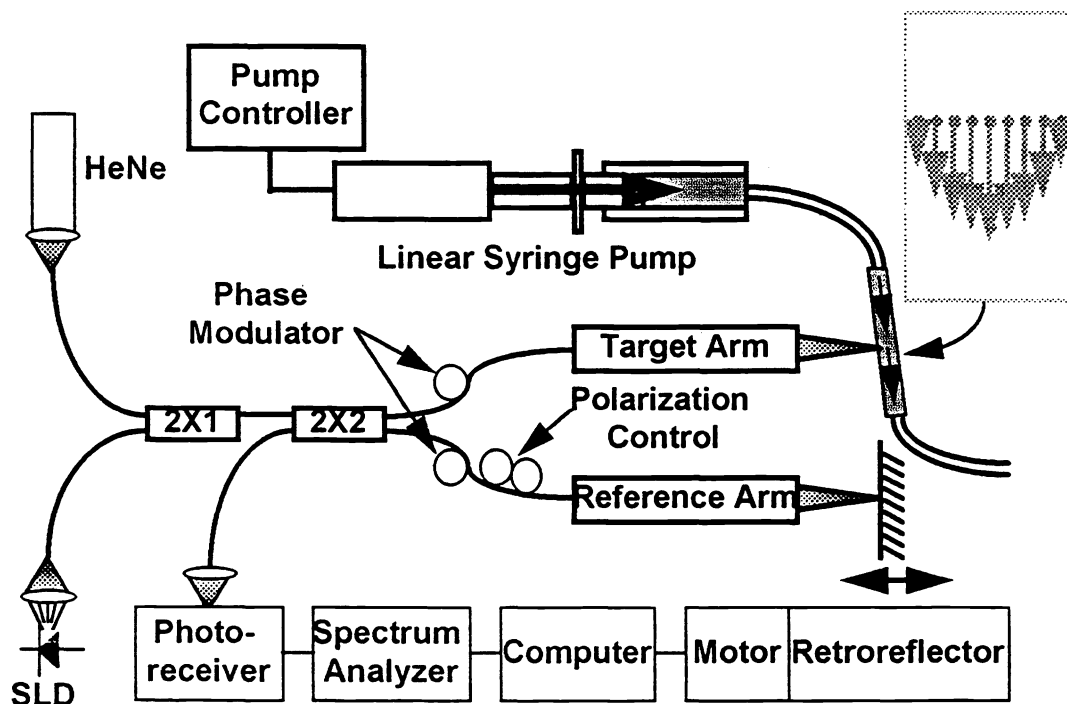 Pump
Controller
HeNe
Linear Syringe Pump
Phase
Modulator
Target Arm
2X1
2X2
Polarization
Control
Reference Arm
Photo-
receiver
Spectrum
Analyzer
Computer
Motor
Retroreflector
SLD